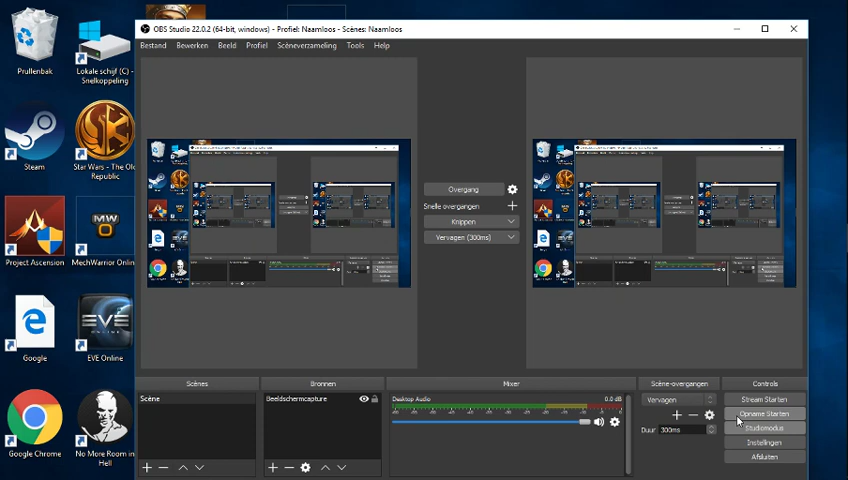 OBS Studio 22.0.2 (64-bit, windows) - Profiel: Naamloos - Scènes: Naamloos
Bestand Bewerken Beeld Profiel Scèneverzameling Tools Help
Prullenbak
Lokale schijf (C) - Snelkoppeling
Steam
Star Wars - The Old Republic
Project Ascension
MechWarrior Online
Google
EVE Online
Google Chrome
No More Room in Hell
Overgang
Snelle overgangen
Knippen
Vervagen (300ms)
Scènes
Bronnen
Mixer
Scène-overgangen
Controls
Scène
Beeldschermcapture
Desktop Audio
0.0 dB
Vervagen
Duur 300ms
Stream Starten
Opname Starten
Studiomodus
Instellingen
Afsluiten